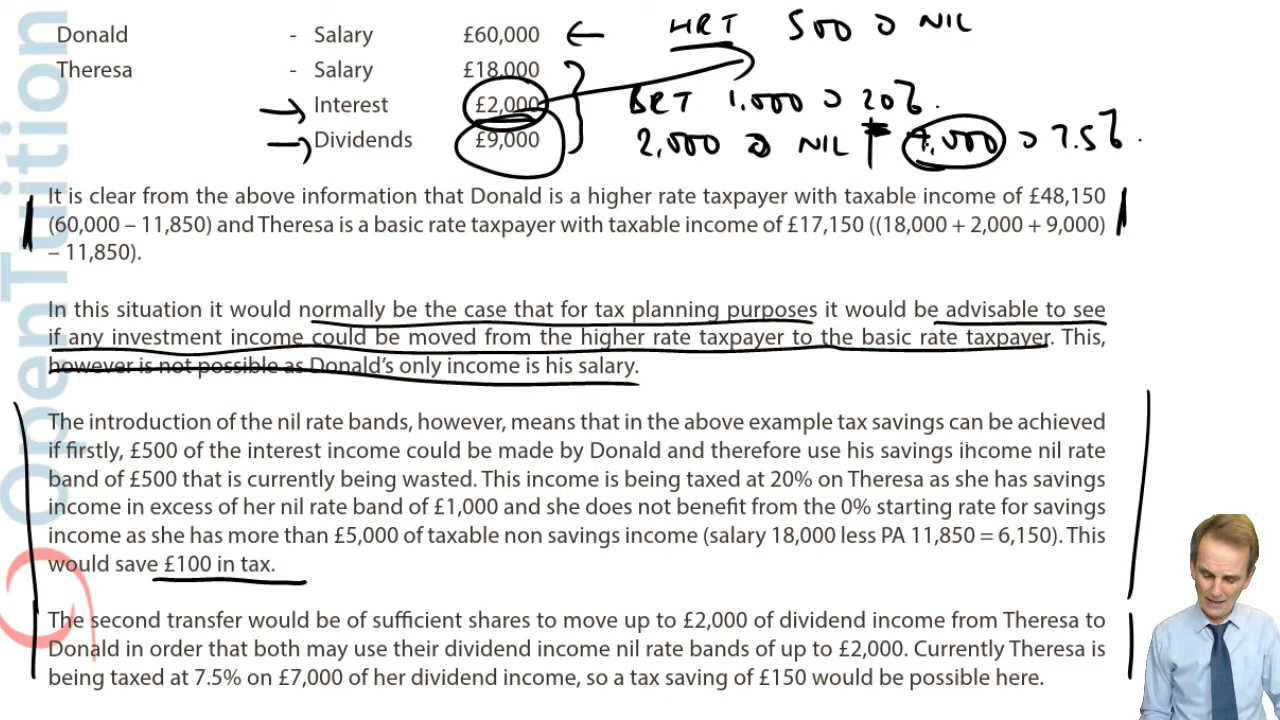 Donald - Salary £60,000 ← HRT 500 @ NIL
Theresa - Salary £18,000
Interest £2,000 BRT 1,000 @ 20%.
Dividends £9,000 2,000 @ NIL 7,000 @ 7.5%.
It is clear from the above information that Donald is a higher rate taxpayer with taxable income of £48,150
(60,000 – 11,850) and Theresa is a basic rate taxpayer with taxable income of £17,150 ((18,000 + 2,000 + 9,000)
– 11,850).
In this situation it would normally be the case that for tax planning purposes it would be advisable to see
if any investment income could be moved from the higher rate taxpayer to the basic rate taxpayer. This,
however is not possible as Donald's only income is his salary.
The introduction of the nil rate bands, however, means that in the above example tax savings can be achieved
if firstly, £500 of the interest income could be made by Donald and therefore use his savings income nil rate
band of £500 that is currently being wasted. This income is being taxed at 20% on Theresa as she has savings
income in excess of her nil rate band of £1,000 and she does not benefit from the 0% starting rate for savings
income as she has more than £5,000 of taxable non savings income (salary 18,000 less PA 11,850 = 6,150). This
would save £100 in tax.
The second transfer would be of sufficient shares to move up to £2,000 of dividend income from Theresa to
Donald in order that both may use their dividend income nil rate bands of up to £2,000. Currently Theresa is
being taxed at 7.5% on £7,000 of her dividend income, so a tax saving of £150 would be possible here.
OpenTuition